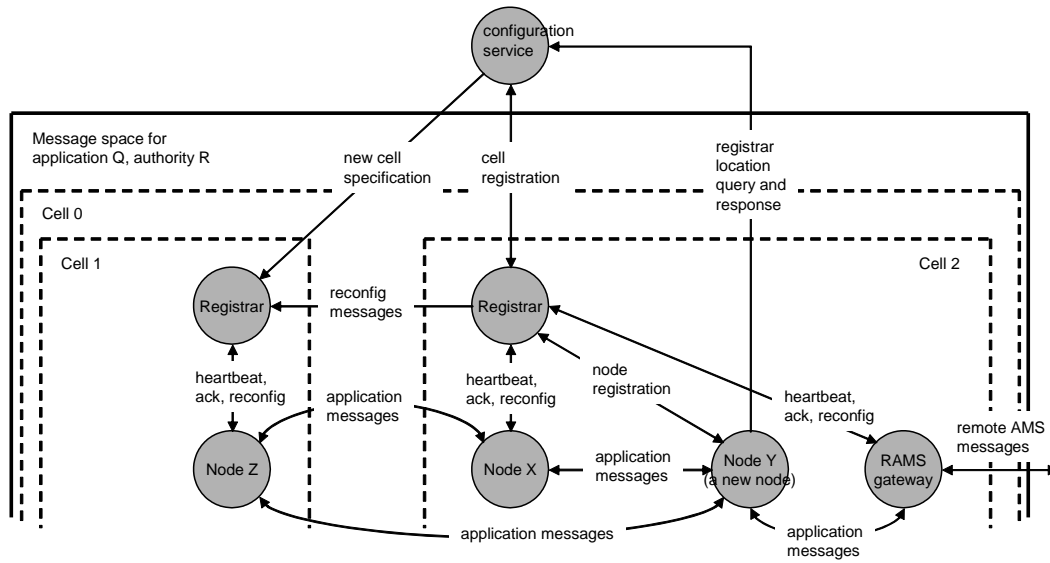 configuration
service
Message space for
application Q, authority R
new cell
specification
cell
registration
registrar
location
query and
response
Cell 0
Cell 1
Cell 2
Registrar
reconfig
messages
Registrar
heartbeat,
ack, reconfig
application
messages
heartbeat,
ack, reconfig
node
registration
heartbeat,
ack, reconfig
remote AMS
messages
Node Z
Node X
application
messages
Node Y
(a new node)
RAMS
gateway
application messages
application
messages